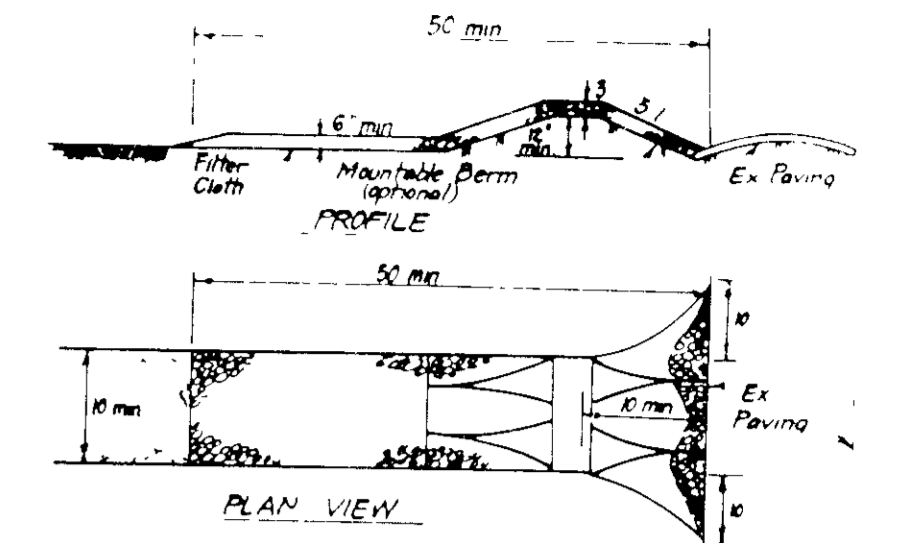 50 min
3
5 /
6" min
12"
min
Filter
Cloth
Mountable Berm
(optional)
Ex Paving
PROFILE
50 min
10
10 min
10 min
Ex
Paving
10
PLAN VIEW